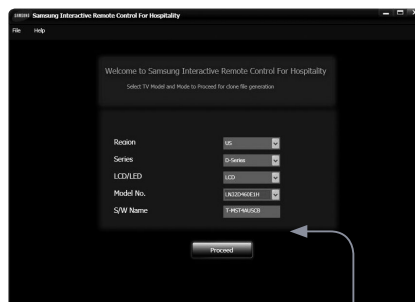 SAMSUNG Samsung Interactive Remote Control For Hospitality
File Help
Welcome to Samsung Interactive Remote Control For Hospitality
Select TV Model and Mode to Proceed for clone file generation
Region US
Series D-Series
LCD/LED LCD
Model No. LN32D460E1H
S/W Name T-MST4AUSCB
Proceed